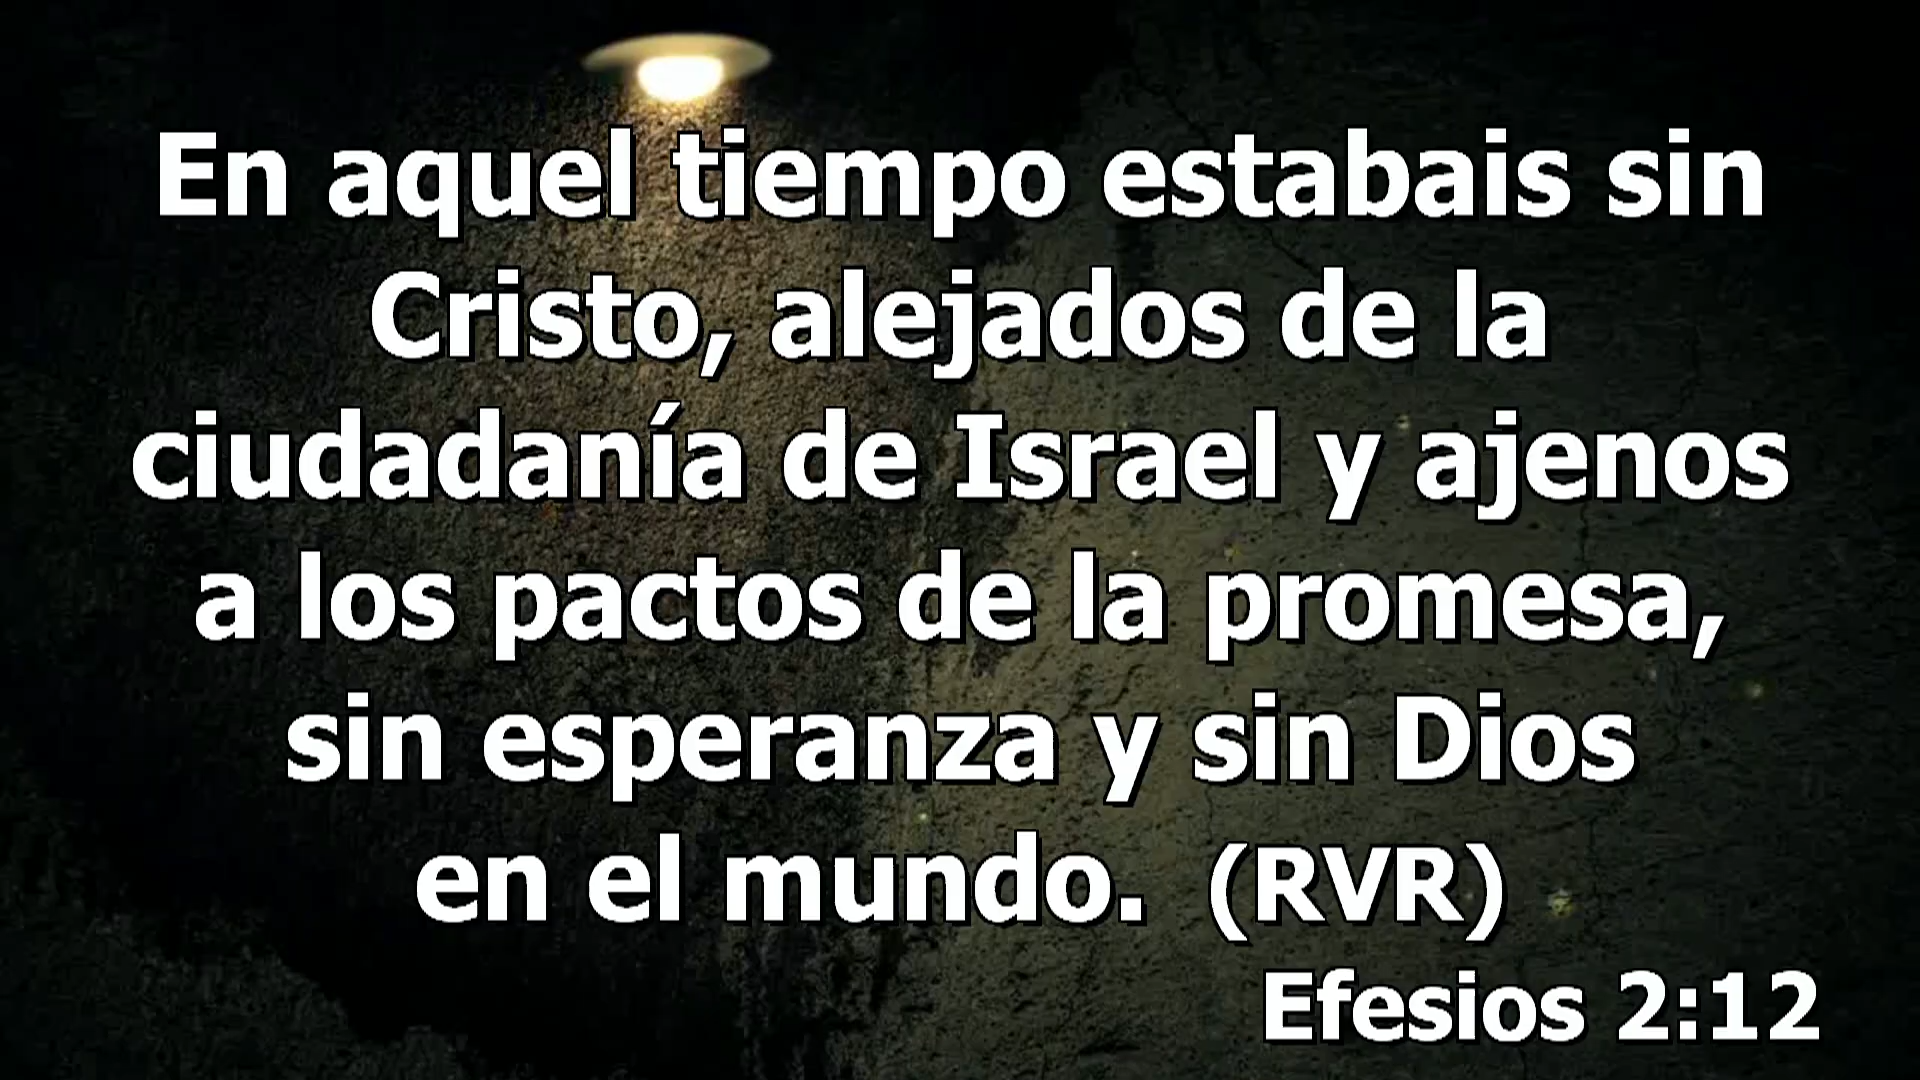 En aquel tiempo estabais sin
Cristo, alejados de la
ciudadanía de Israel y ajenos
a los pactos de la promesa,
sin esperanza y sin Dios
en el mundo. (RVR)
Efesios 2:12